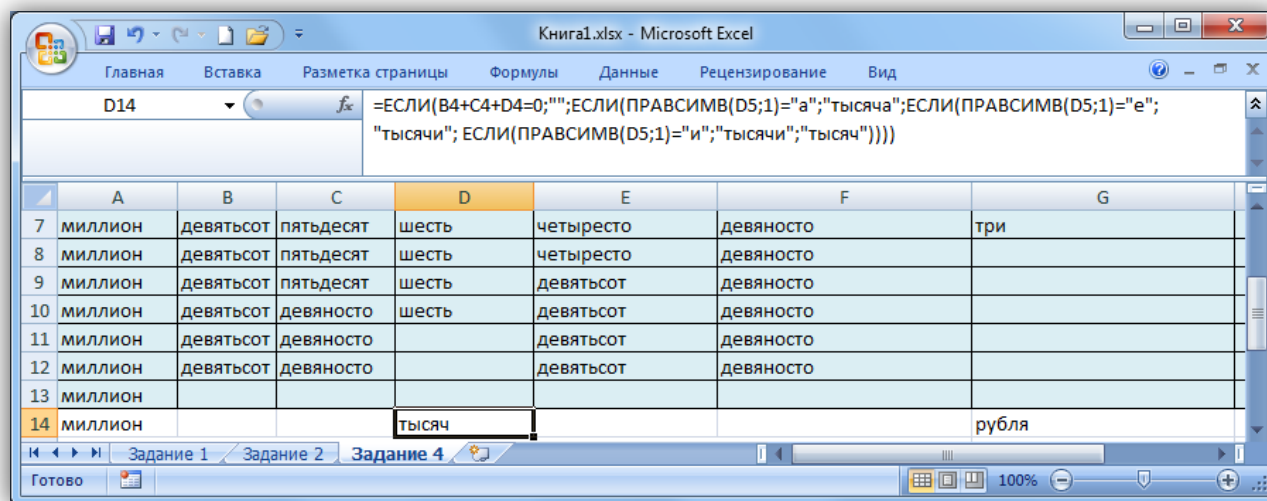 Книга1.xlsx - Microsoft Excel
Главная Вставка Разметка страницы Формулы Данные Рецензирование Вид
D14 fx =ЕСЛИ(B4+C4+D4=0;"";ЕСЛИ(ПРАВСИМВ(D5;1)="а";"тысяча";ЕСЛИ(ПРАВСИМВ(D5;1)="е";
"тысячи"; ЕСЛИ(ПРАВСИМВ(D5;1)="и";"тысячи";"тысяч"))))
A B C D E F G
7 миллион девятьсот пятьдесят шесть четыресто девяносто три
8 миллион девятьсот пятьдесят шесть четыресто девяносто
9 миллион девятьсот пятьдесят шесть девятьсот девяносто
10 миллион девятьсот девяносто шесть девятьсот девяносто
11 миллион девятьсот девяносто девятьсот девяносто
12 миллион девятьсот девяносто девятьсот девяносто
13 миллион
14 миллион тысяч рубля
Задание 1 Задание 2 Задание 4
Готово 100%